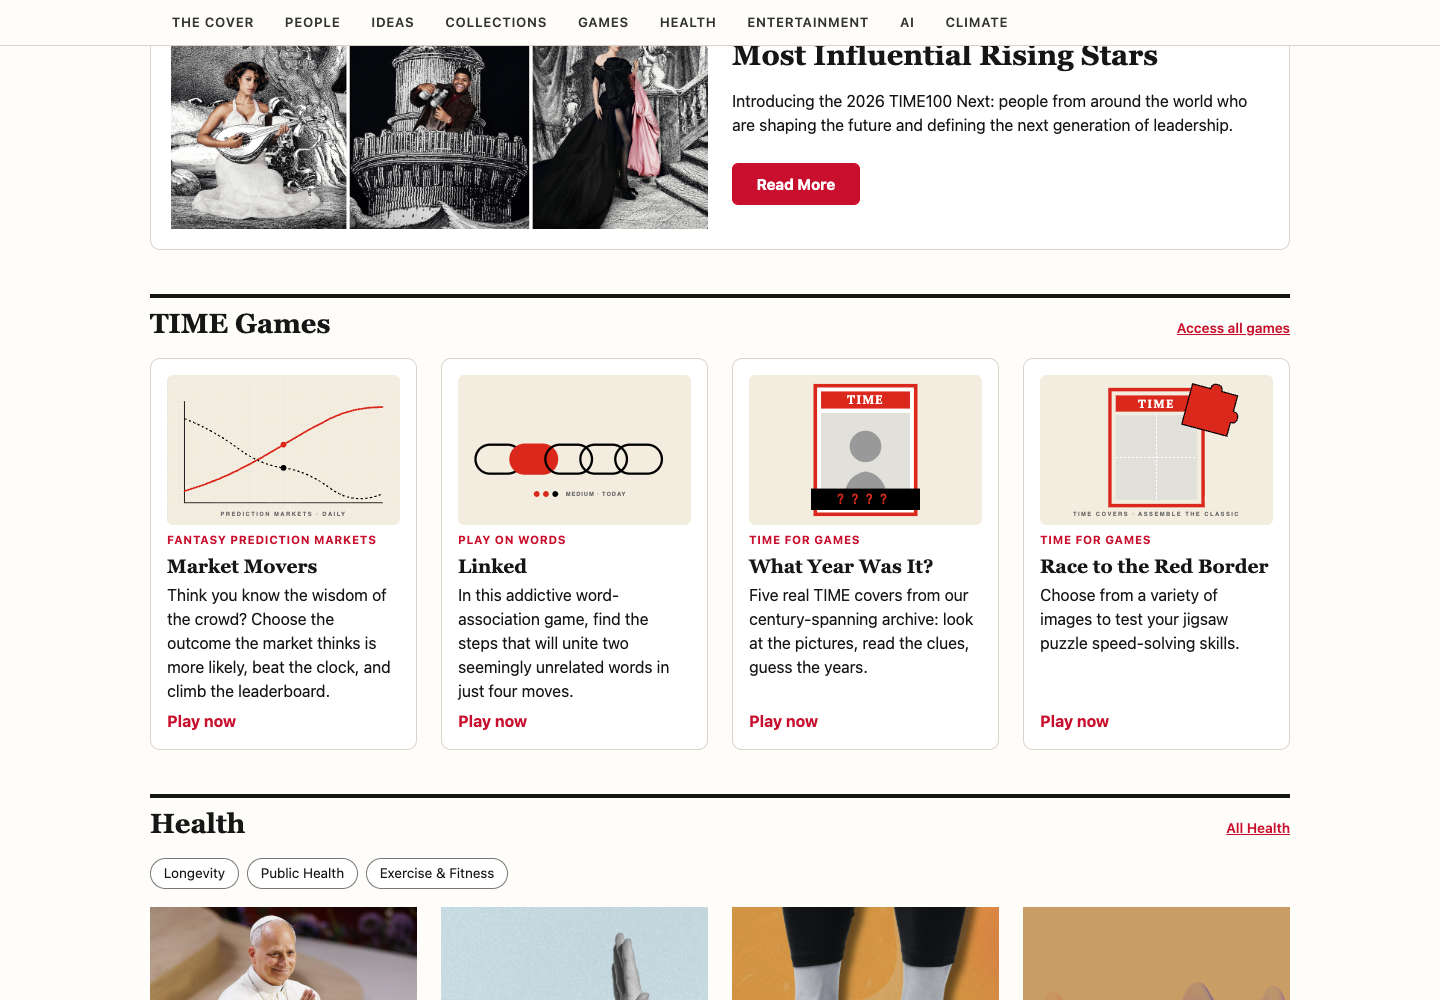 THE COVER PEOPLE IDEAS COLLECTIONS GAMES HEALTH ENTERTAINMENT AI CLIMATE
Most Influential Rising Stars
Introducing the 2026 TIME100 Next: people from around the world who
are shaping the future and defining the next generation of leadership.
Read More
TIME Games
Access all games
PREDICTION MARKETS · DAILY
FANTASY PREDICTION MARKETS
Market Movers
Think you know the wisdom of
the crowd? Choose the
outcome the market thinks is
more likely, beat the clock, and
climb the leaderboard.
Play now
MEDIUM · TODAY
PLAY ON WORDS
Linked
In this addictive word-
association game, find the
steps that will unite two
seemingly unrelated words in
just four moves.
Play now
TIME
? ? ? ?
TIME FOR GAMES
What Year Was It?
Five real TIME covers from our
century-spanning archive: look
at the pictures, read the clues,
guess the years.
Play now
TIME
TIME COVERS · ASSEMBLE THE CLASSIC
TIME FOR GAMES
Race to the Red Border
Choose from a variety of
images to test your jigsaw
puzzle speed-solving skills.
Play now
Health
All Health
Longevity
Public Health
Exercise & Fitness